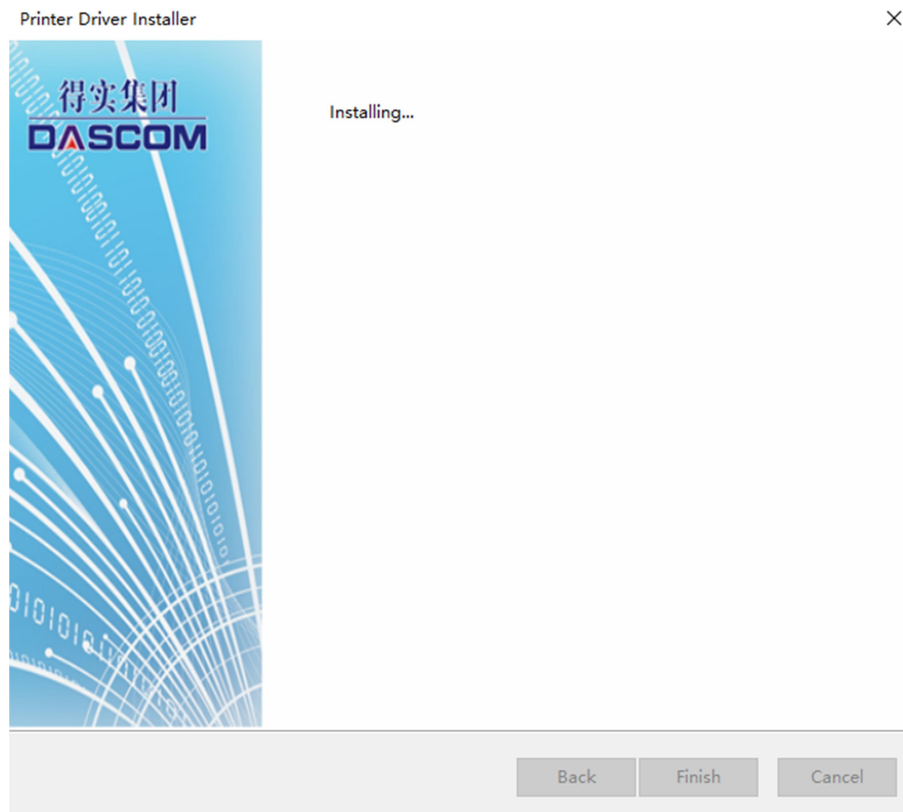 Printer Driver Installer
得实集团
DASCOM
Installing...
Back
Finish
Cancel